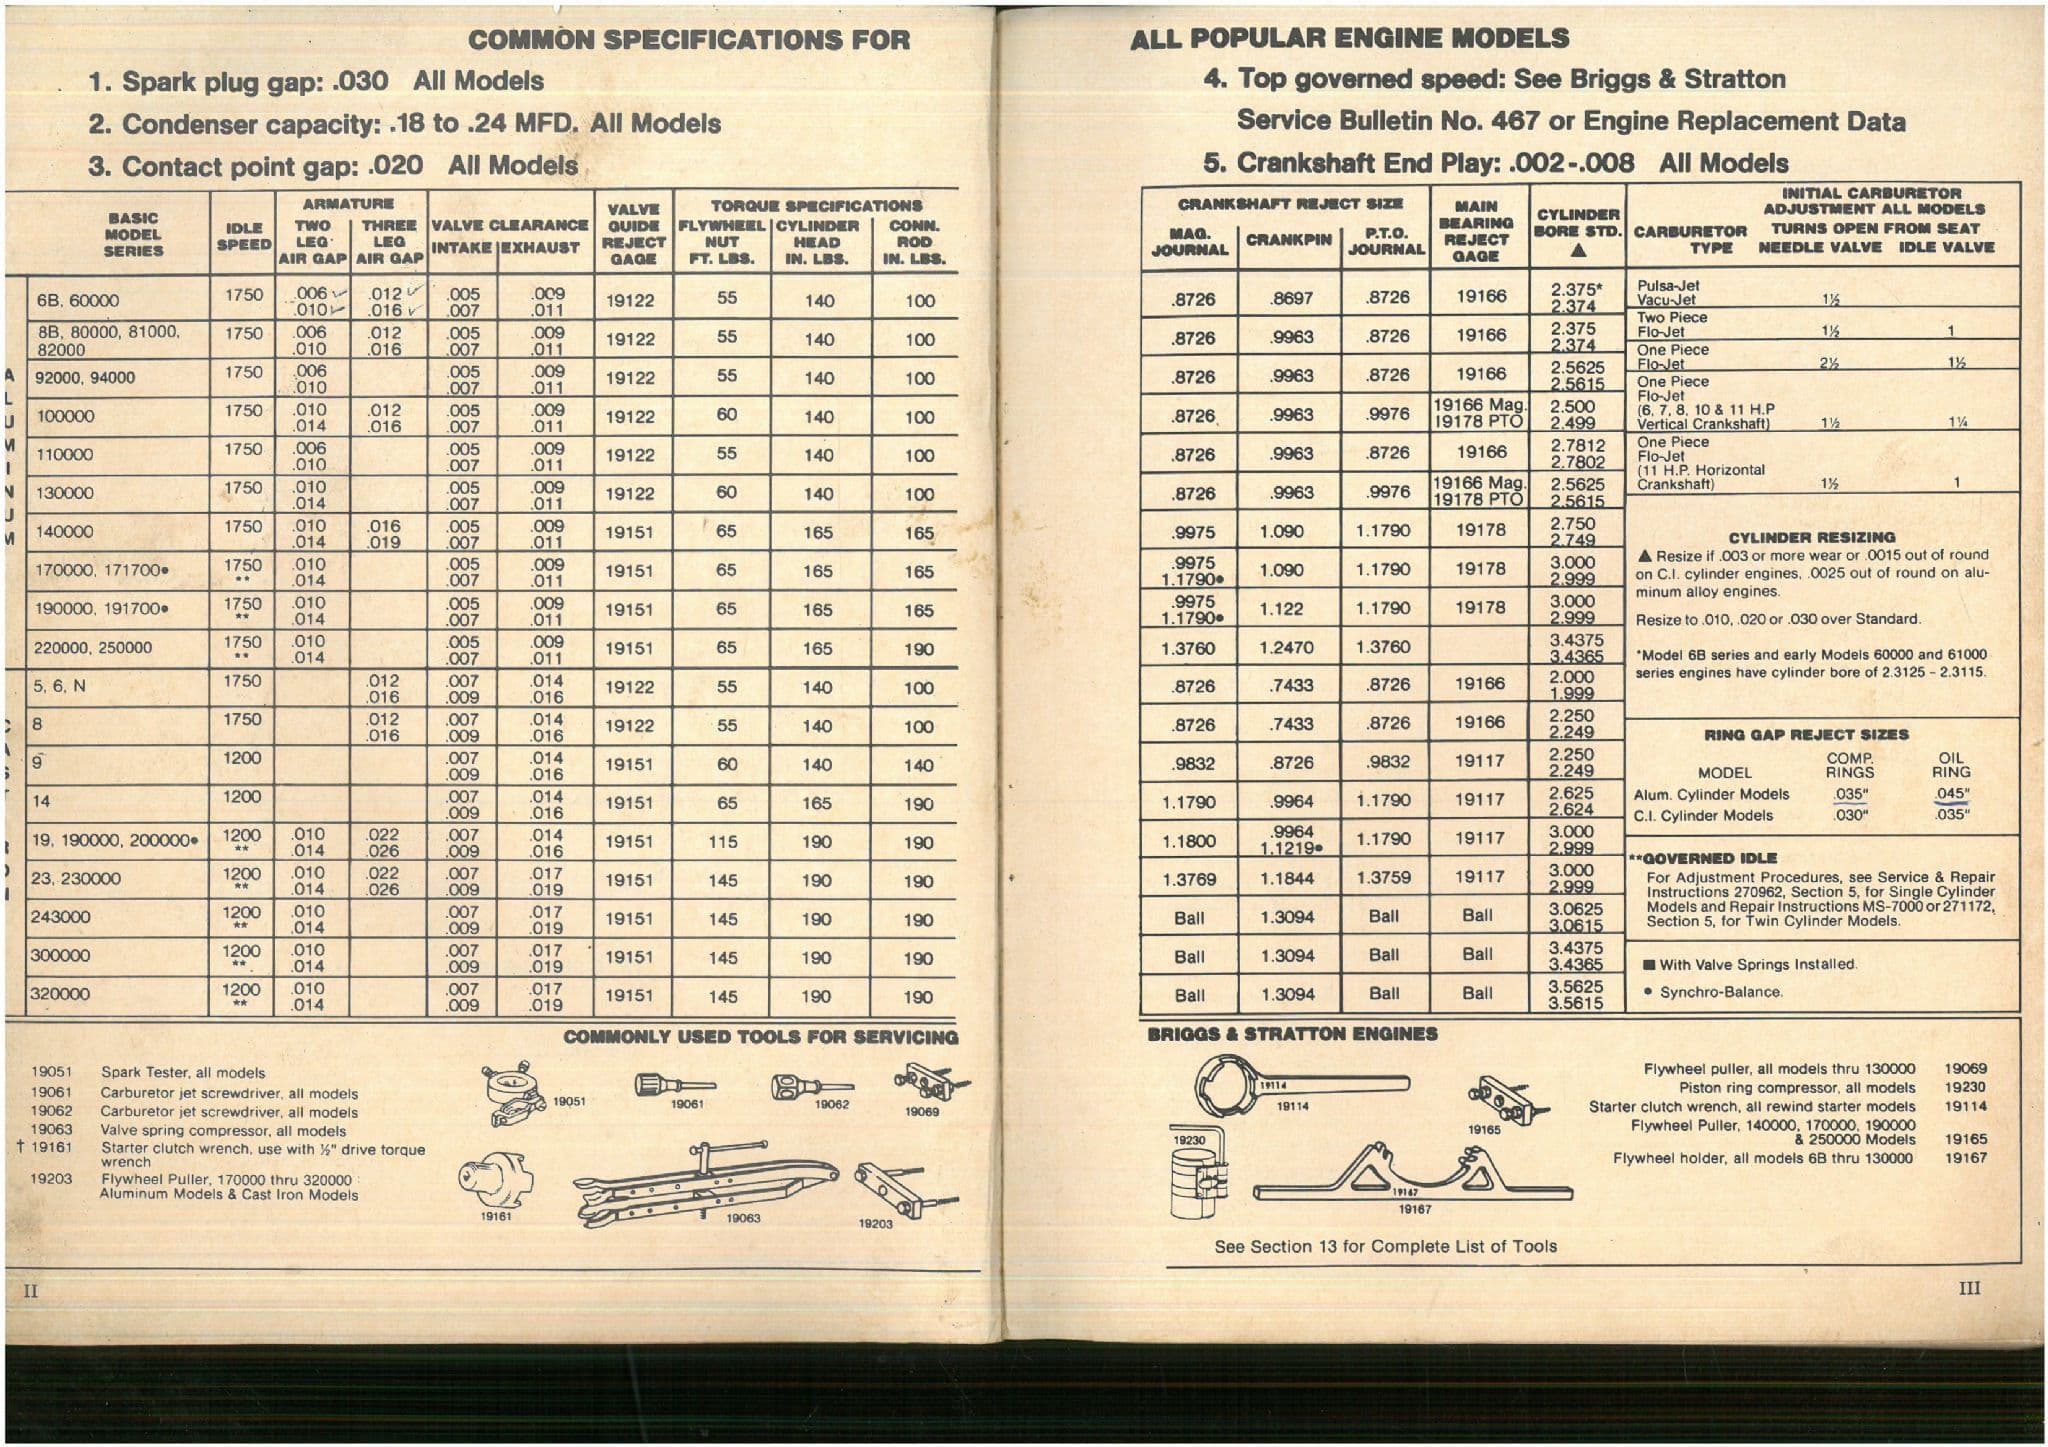 COMMON SPECIFICATIONS FOR
1. Spark plug gap: .030 All Models
2. Condenser capacity: .18 to .24 MFD. All Models
3. Contact point gap: .020 All Models
BASIC MODEL SERIES | IDLE SPEED | ARMATURE TWO LEG AIR GAP | ARMATURE THREE LEG AIR GAP | VALVE CLEARANCE INTAKE | EXHAUST | VALVE GUIDE REJECT GAGE | TORQUE SPECIFICATIONS FLYWHEEL NUT FT. LBS. | CYLINDER HEAD IN. LBS. | CONN. ROD IN. LBS.
ALUMINUM
6B, 60000 1750 .006 .010 .012 .016 .005 .007 .009 .011 19122 55 140 100
8B, 80000, 81000, 82000 1750 .006 .010 .012 .016 .005 .007 .009 .011 19122 55 140 100
92000, 94000 1750 .006 .010 .005 .007 .009 .011 19122 55 140 100
100000 1750 .010 .014 .012 .016 .005 .007 .009 .011 19122 60 140 100
110000 1750 .006 .010 .005 .007 .009 .011 19122 55 140 100
130000 1750 .010 .014 .005 .007 .009 .011 19122 60 140 100
140000 1750 .010 .014 .016 .019 .005 .007 .009 .011 19151 65 165 165
170000, 171700• 1750 ** .010 .014 .005 .007 .009 .011 19151 65 165 165
190000, 191700• 1750 ** .010 .014 .005 .007 .009 .011 19151 65 165 165
220000, 250000 1750 ** .010 .014 .005 .007 .009 .011 19151 65 165 190
5, 6, N 1750 .012 .016 .007 .009 .014 .016 19122 55 140 100
8 1750 .012 .016 .007 .009 .014 .016 19122 55 140 100
9 1200 .007 .009 .014 .016 19151 60 140 140
14 1200 .007 .009 .014 .016 19151 65 165 190
19, 190000, 200000• 1200 ** .010 .014 .022 .026 .007 .009 .014 .016 19151 115 190 190
23, 230000 1200 ** .010 .014 .022 .026 .007 .009 .017 .019 19151 145 190 190
243000 1200 ** .010 .014 .007 .009 .017 .019 19151 145 190 190
300000 1200 ** .010 .014 .007 .009 .017 .019 19151 145 190 190
320000 1200 ** .010 .014 .007 .009 .017 .019 19151 145 190 190
COMMONLY USED TOOLS FOR SERVICING
19051 Spark Tester, all models
19061 Carburetor jet screwdriver, all models
19062 Carburetor jet screwdriver, all models
19063 Valve spring compressor, all models
† 19161 Starter clutch wrench, use with ½" drive torque
wrench
19203 Flywheel Puller, 170000 thru 320000
Aluminum Models & Cast Iron Models
19051
19061
19062
19069
19161
19063
19203
II
ALL POPULAR ENGINE MODELS
4. Top governed speed: See Briggs & Stratton
Service Bulletin No. 467 or Engine Replacement Data
5. Crankshaft End Play: .002-.008 All Models
CRANKSHAFT REJECT SIZE MAG. JOURNAL | CRANKPIN | P.T.O. JOURNAL | MAIN BEARING REJECT GAGE | CYLINDER BORE STD. ▲
.8726 .8697 .8726 19166 2.375* 2.374
.8726 .9963 .8726 19166 2.375 2.374
.8726 .9963 .8726 19166 2.5625 2.5615
.8726 .9963 .9976 19166 Mag. 19178 PTO 2.500 2.499
.8726 .9963 .8726 19166 2.7812 2.7802
.8726 .9963 .9976 19166 Mag. 19178 PTO 2.5625 2.5615
.9975 1.090 1.1790 19178 2.750 2.749
.9975 1.1790• 1.090 1.1790 19178 3.000 2.999
.9975 1.1790• 1.122 1.1790 19178 3.000 2.999
1.3760 1.2470 1.3760 3.4375 3.4365
.8726 .7433 .8726 19166 2.000 1.999
.8726 .7433 .8726 19166 2.250 2.249
.9832 .8726 .9832 19117 2.250 2.249
1.1790 .9964 1.1790 19117 2.625 2.624
1.1800 .9964 1.1219• 1.1790 19117 3.000 2.999
1.3769 1.1844 1.3759 19117 3.000 2.999
Ball 1.3094 Ball Ball 3.0625 3.0615
Ball 1.3094 Ball Ball 3.4375 3.4365
Ball 1.3094 Ball Ball 3.5625 3.5615
INITIAL CARBURETOR
ADJUSTMENT ALL MODELS
CARBURETOR TURNS OPEN FROM SEAT
TYPE NEEDLE VALVE IDLE VALVE
Pulsa-Jet
Vacu-Jet 1½
Two Piece
Flo-Jet 1½ 1
One Piece
Flo-Jet 2½ 1½
One Piece
Flo-Jet
(6, 7, 8, 10 & 11 H.P
Vertical Crankshaft) 1½ 1¼
One Piece
Flo-Jet
(11 H.P. Horizontal
Crankshaft) 1½ 1
CYLINDER RESIZING
▲ Resize if .003 or more wear or .0015 out of round
on C.I. cylinder engines, .0025 out of round on alu-
minum alloy engines.
Resize to .010, .020 or .030 over Standard.
*Model 6B series and early Models 60000 and 61000
series engines have cylinder bore of 2.3125 - 2.3115.
RING GAP REJECT SIZES
COMP. OIL
MODEL RINGS RING
Alum. Cylinder Models .035" .045"
C.I. Cylinder Models .030" .035"
**GOVERNED IDLE
For Adjustment Procedures, see Service & Repair
Instructions 270962, Section 5, for Single Cylinder
Models and Repair Instructions MS-7000 or 271172,
Section 5, for Twin Cylinder Models.
■ With Valve Springs Installed.
• Synchro-Balance.
BRIGGS & STRATTON ENGINES
19114
19114
19165
19230
19167
19167
Flywheel puller, all models thru 130000 19069
Piston ring compressor, all models 19230
Starter clutch wrench, all rewind starter models 19114
Flywheel Puller, 140000, 170000, 190000
& 250000 Models 19165
Flywheel holder, all models 6B thru 130000 19167
See Section 13 for Complete List of Tools
III